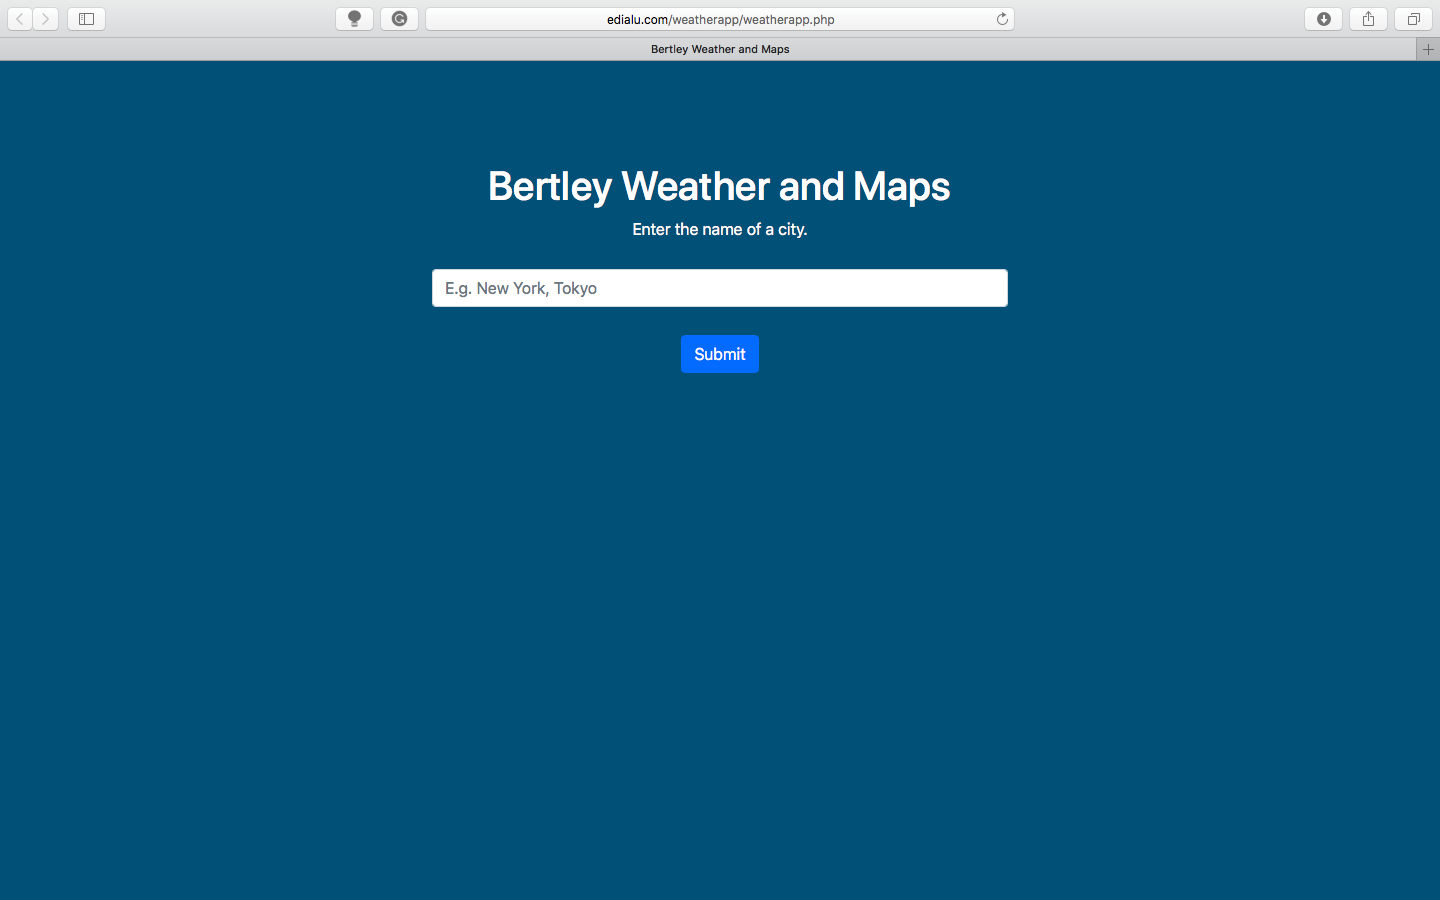 edialu.com/weatherapp/weatherapp.php
Bertley Weather and Maps
Bertley Weather and Maps
Enter the name of a city.
E.g. New York, Tokyo
Submit